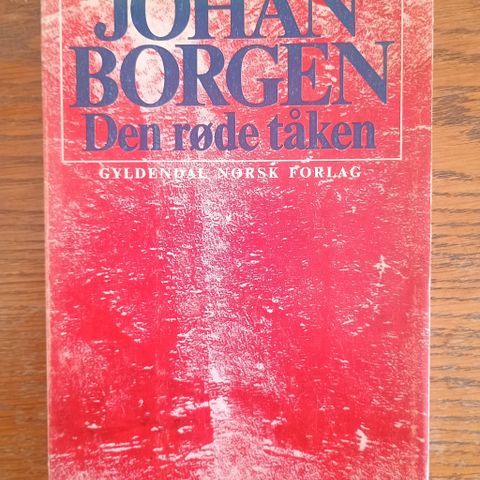 JOHAN
BORGEN
Den røde tåken
GYLDENDAL NORSK FORLAG